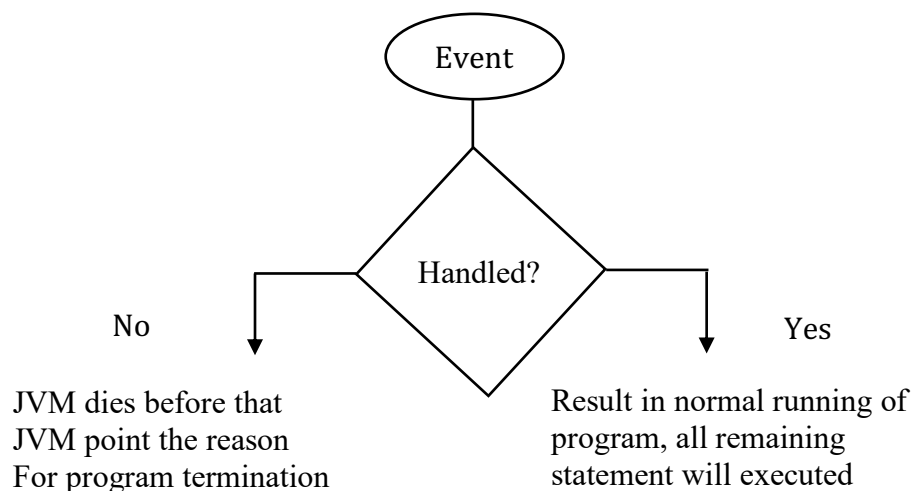 Event
Handled?
No
Yes
JVM dies before that
JVM point the reason
For program termination
Result in normal running of
program, all remaining
statement will executed